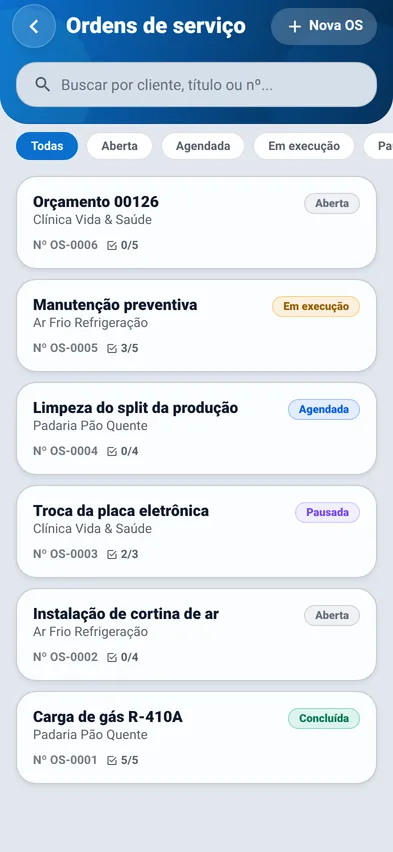 Ordens de serviço
+ Nova OS
Buscar por cliente, título ou nº...
Todas
Aberta
Agendada
Em execução
Pa
Orçamento 00126
Aberta
Clínica Vida & Saúde
Nº OS-0006 0/5
Manutenção preventiva
Em execução
Ar Frio Refrigeração
Nº OS-0005 3/5
Limpeza do split da produção
Agendada
Padaria Pão Quente
Nº OS-0004 0/4
Troca da placa eletrônica
Pausada
Clínica Vida & Saúde
Nº OS-0003 2/3
Instalação de cortina de ar
Aberta
Ar Frio Refrigeração
Nº OS-0002 0/4
Carga de gás R-410A
Concluída
Padaria Pão Quente
Nº OS-0001 5/5